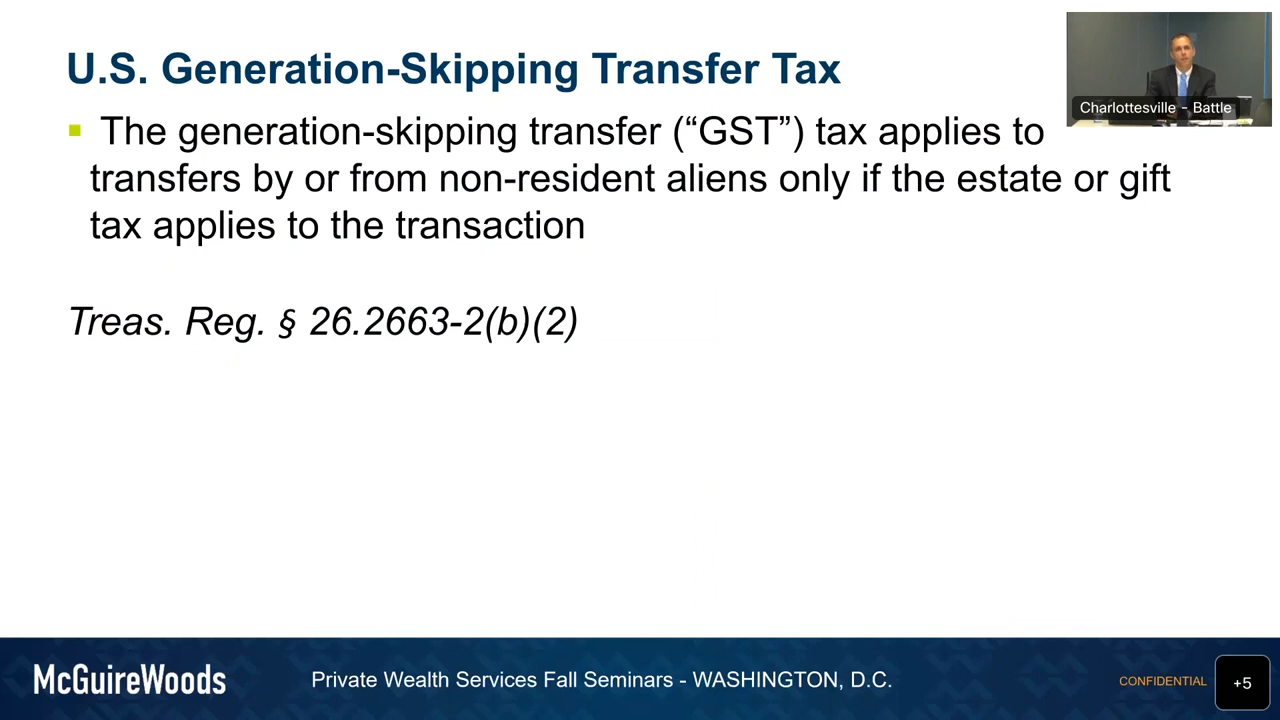 U.S. Generation-Skipping Transfer Tax
Charlottesville - Battle
The generation-skipping transfer (“GST”) tax applies to
transfers by or from non-resident aliens only if the estate or gift
tax applies to the transaction
Treas. Reg. § 26.2663-2(b)(2)
McGuireWoods
Private Wealth Services Fall Seminars - WASHINGTON, D.C.
CONFIDENTIAL
+5